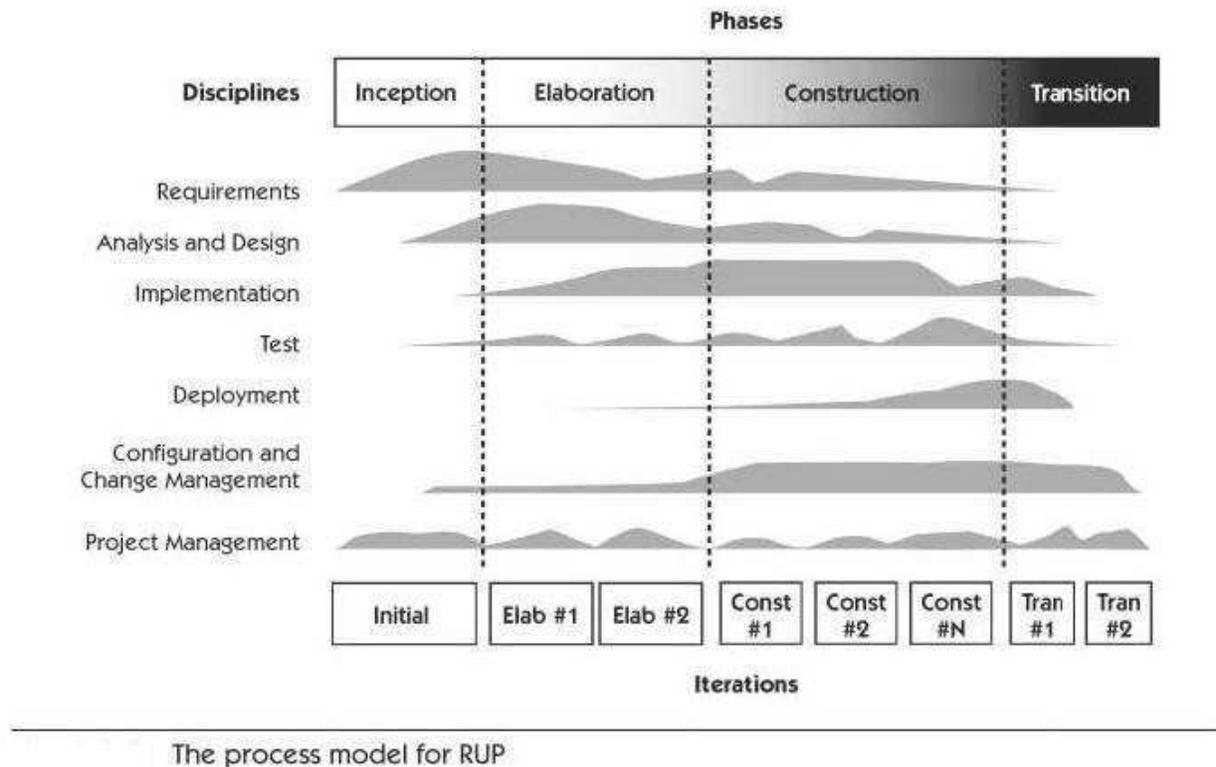 Phases
Disciplines
Inception
Elaboration
Construction
Transition
Requirements
Analysis and Design
Implementation
Test
Deployment
Configuration and
Change Management
Project Management
Initial
Elab #1
Elab #2
Const
#1
Const
#2
Const
#N
Tran
#1
Tran
#2
Iterations
The process model for RUP